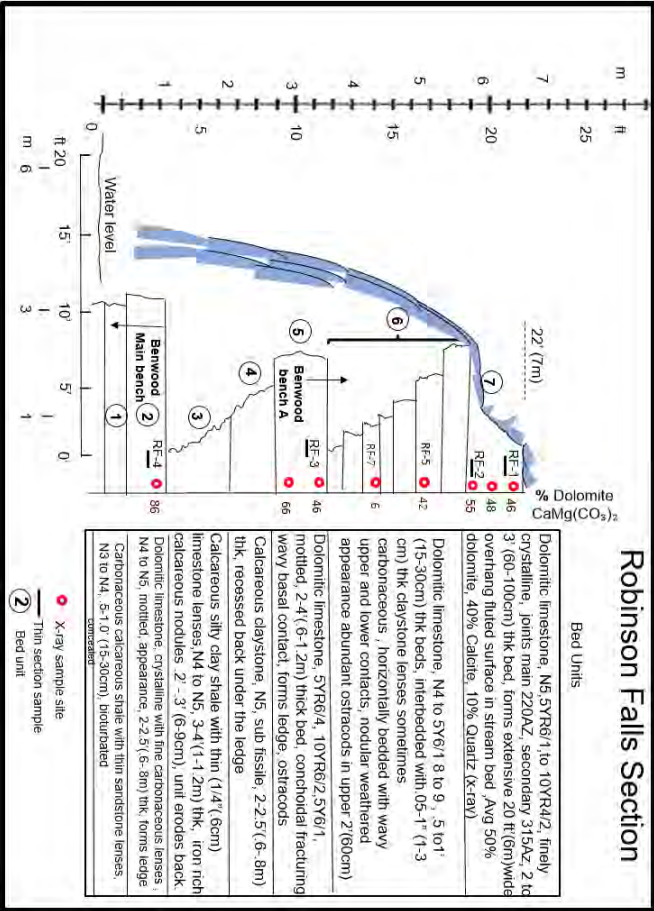 Robinson Falls Section
Bed Units
Dolomitic limestone, N5,5YR6/1,to 10YR4/2, finely
crystalline, joints main 220AZ, secondary 315Az, 2 to
3'(60-100cm) thk bed, forms extensive 20 ft'(6m)wide
overhang fluted surface in stream bed ,Avg 50%
dolomite, 40% Calcite, 10% Quartz (x-ray)
Dolomitic limestone, N4 to 5Y6/1 8 to 9 , .5 to1'
(15-30cm) thk beds, interbedded with.05-1" (1-3
cm) thk claystone lenses sometimes
carbonaceous , horizontally bedded with wavy
upper and lower contacts, nodular weathered
appearance abundant ostracods in upper 2'(60cm)
Dolomitic limestone, 5YR6/4, 10YR6/2,5Y6/1,
mottled, 2-4'(.6-1.2m) thick bed, conchoidal fracturing
wavy basal contact, forms ledge, ostracods
Calcareous claystone, N5, sub fissile, 2-2.5'(.6-.8m)
thk, recessed back under the ledge
Calcareous silty clay shale with thin (1/4"(.6cm)
limestone lenses,N4 to N5, 3-4'(1-1.2m) thk, iron rich
calcareous modules .2' -.3' (6-9cm), unit erodes back.
Dolomitic limestone, crystalline with fine carbonaceous lenses ,
N4 to N5, mottled, appearance, 2-2.5'(.6-.8m) thk, forms ledge
Carbonaceous calcareous shale with thin sandstone lenses,
N3 to N4, .5-1.0' (15-30cm), bioturbated
concealed
% Dolomite
CaMg(CO₃)₂
46
48
55
42
6
46
66
86
RF-1
RF-2
RF-5
RF-7
RF-3
RF-4
22' (7m)
7
6
5
4
3
2
1
Benwood
bench A
Benwood
Main bench
Water level
m
1
2
3
4
5
6
7
ft
0
5
10
15
20
25
ft 20
15'
10'
5'
0'
m 6
3
1
X-ray sample site
Thin section sample
2 Bed unit